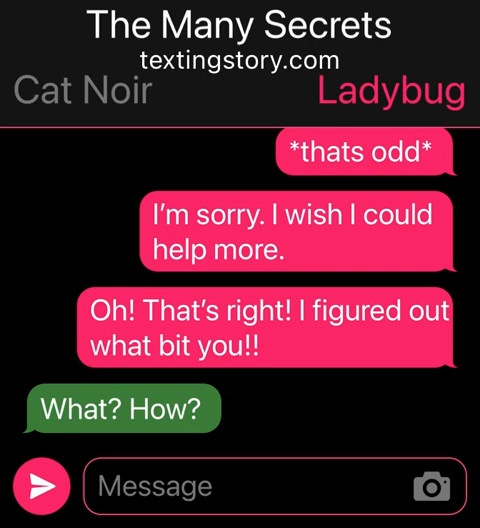 The Many Secrets
textingstory.com
Cat Noir
Ladybug
*thats odd*
I’m sorry. I wish I could
help more.
Oh! That’s right! I figured out
what bit you!!
What? How?
Message